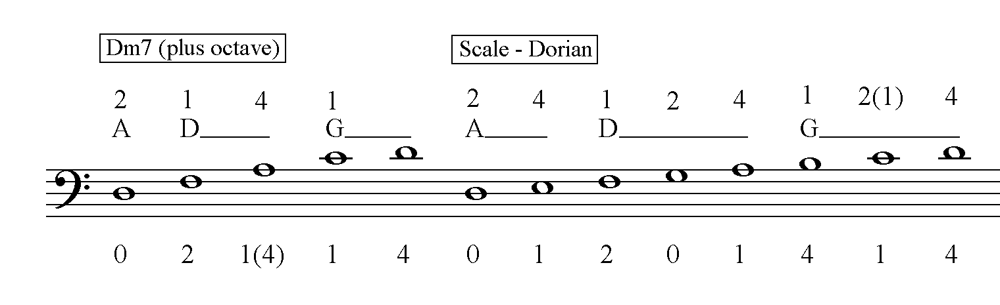 Dm7 (plus octave) Scale - Dorian
2 1 4 1 2 4 1 2 4 1 2(1) 4
A D G A D G
0 2 1(4) 1 4 0 1 2 0 1 4 1 4